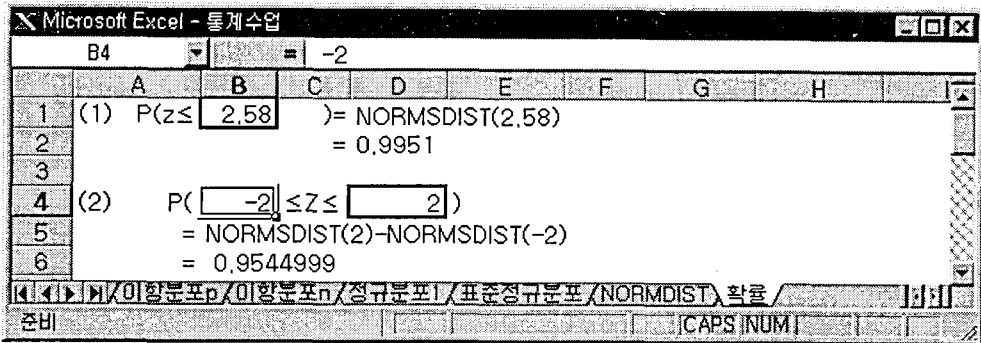 Microsoft Excel - 통계수업
B4 = -2
A B C D E F G H I
1 (1) P(z≤ 2.58 )= NORMSDIST(2.58)
2 = 0.9951
3
4 (2) P( -2 ≤Z≤ 2 )
5 = NORMSDIST(2)-NORMSDIST(-2)
6 = 0.9544999
이항분포p 이항분포n 정규분포1 표준정규분포 NORMDIST 확률
준비 CAPS NUM